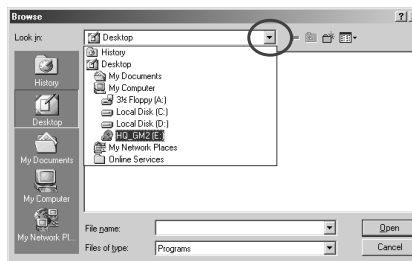 Browse
Look in:
Desktop
History
Desktop
My Documents
My Computer
3½ Floppy (A:)
Local Disk (C:)
Local Disk (D:)
HQ_GM2 (E:)
My Network Places
Online Services
History
Desktop
My Documents
My Computer
My Network Pl...
File name:
Open
Files of type:
Programs
Cancel